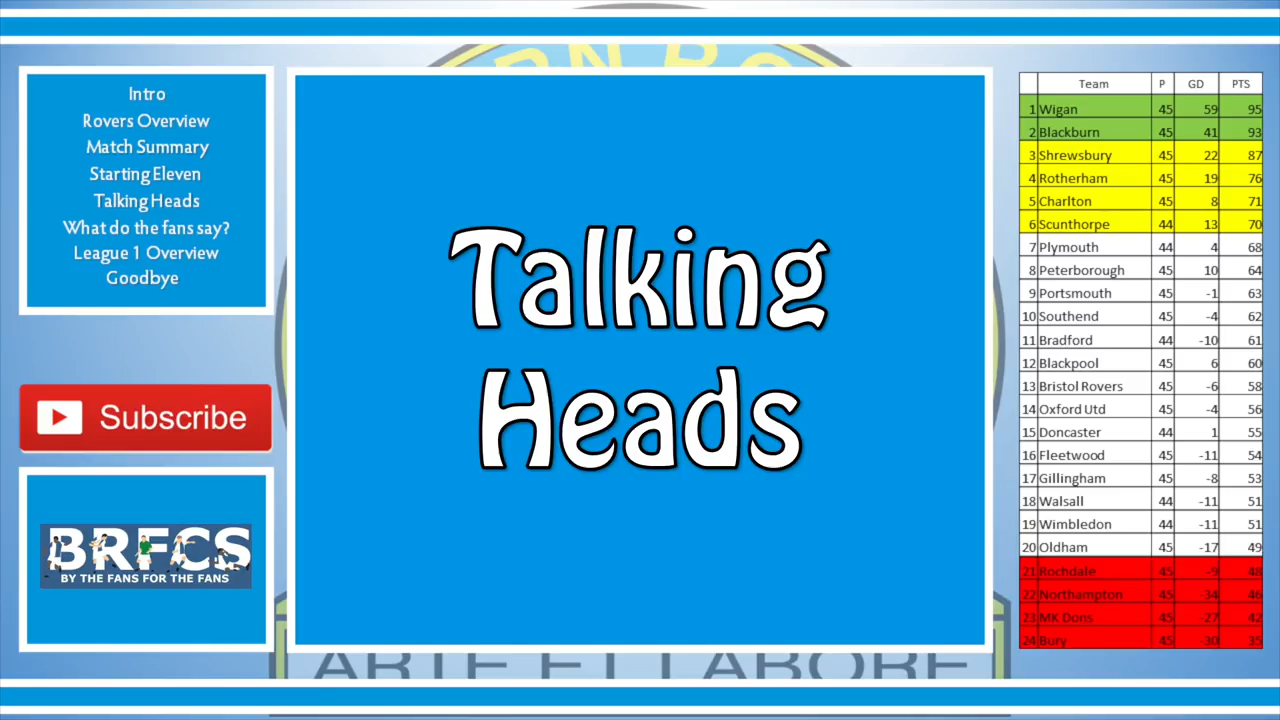 RN RO
Intro
Rovers Overview
Match Summary
Starting Eleven
Talking Heads
What do the fans say?
League 1 Overview
Goodbye
Subscribe
BRFCS
BY THE FANS FOR THE FANS
Talking
Heads
Team P GD PTS
1 Wigan 45 59 95
2 Blackburn 45 41 93
3 Shrewsbury 45 22 87
4 Rotherham 45 19 76
5 Charlton 45 8 71
6 Scunthorpe 44 13 70
7 Plymouth 44 4 68
8 Peterborough 45 10 64
9 Portsmouth 45 -1 63
10 Southend 45 -4 62
11 Bradford 44 -10 61
12 Blackpool 45 6 60
13 Bristol Rovers 45 -6 58
14 Oxford Utd 45 -4 56
15 Doncaster 44 1 55
16 Fleetwood 45 -11 54
17 Gillingham 45 -8 53
18 Walsall 44 -11 51
19 Wimbledon 44 -11 51
20 Oldham 45 -17 49
21 Rochdale 45 -9 48
22 Northampton 45 -34 46
23 MK Dons 45 -27 42
24 Bury 45 -30 35
ARTE ET LABORE